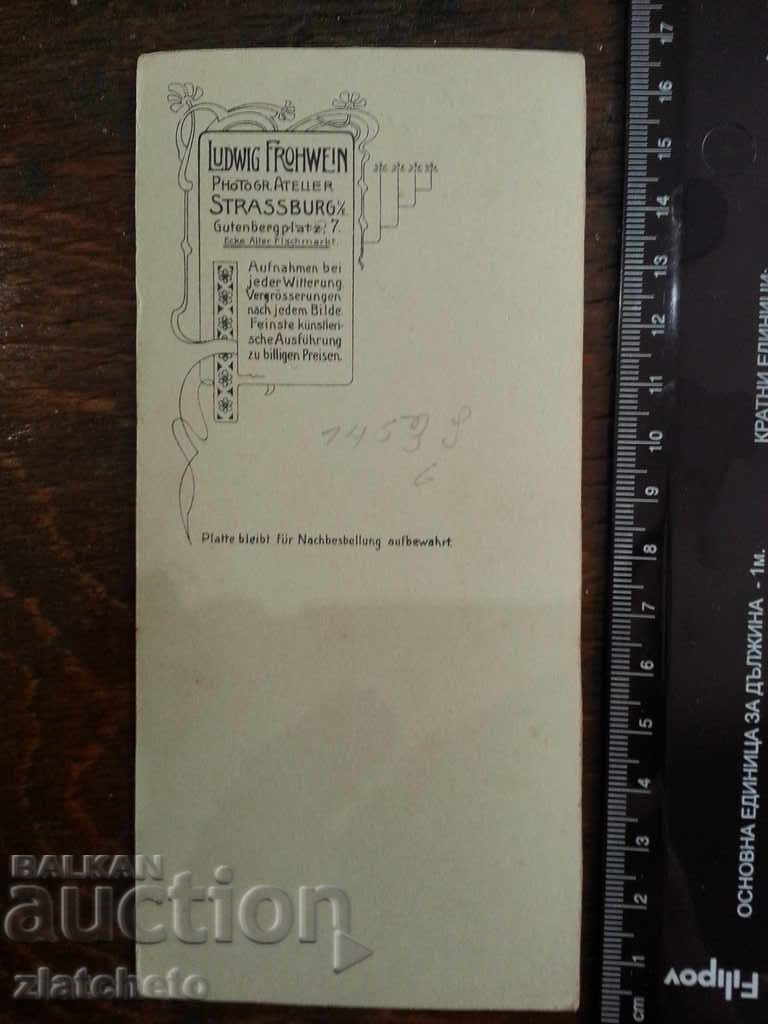 LUDWIG FROHWEIN
PHOTOGR. ATELIER
STRASSBURG i/E
Gutenbergplatz 7.
Ecke Alter Fischmarkt.
Aufnahmen bei
jeder Witterung
Vergrösserungen
nach jedem Bilde
Feinste künstleri-
sche Ausführung
zu billigen Preisen.
Platte bleibt für Nachbesbellung aufbewahrt.
BALKAN
auction
zlatcheto
cm 1 2 3 4 5 6 7 8 9 10 11 12 13 14 15 16 17
Filipov
ОСНОВНА ЕДИНИЦА ЗА ДЪЛЖИНА - 1м.
КРАТНИ ЕДИНИЦИ: